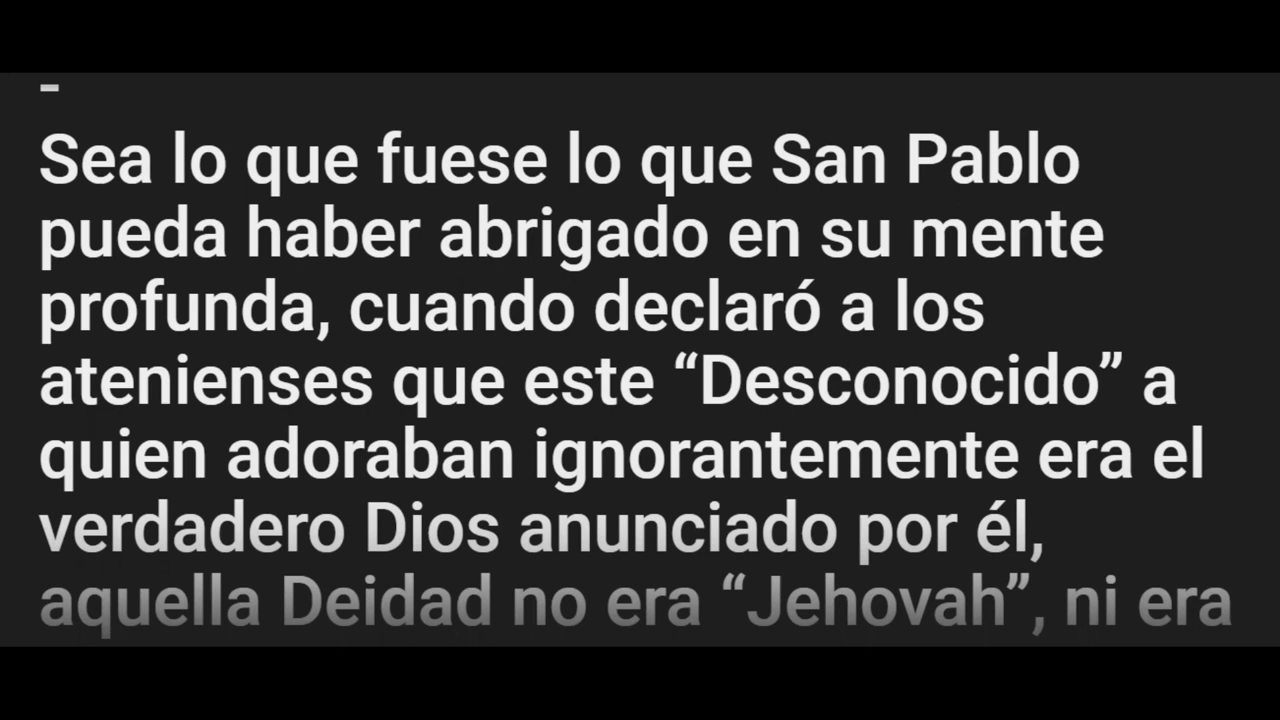 -
Sea lo que fuese lo que San Pablo
pueda haber abrigado en su mente
profunda, cuando declaró a los
atenienses que este “Desconocido” a
quien adoraban ignorantemente era el
verdadero Dios anunciado por él,
aquella Deidad no era “Jehovah”, ni era